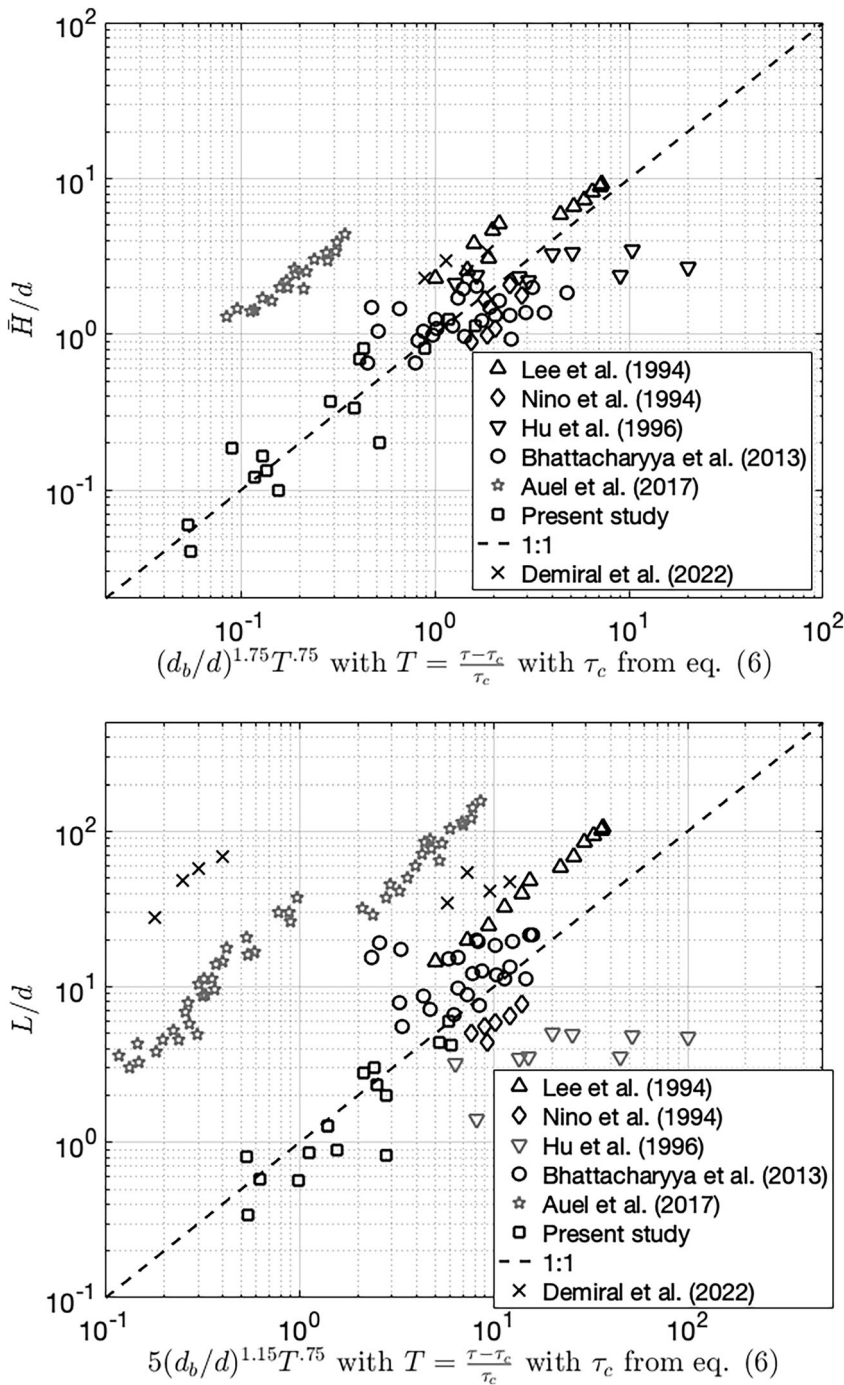 10^2
10^1
10^0
10^-1
H̄/d
Lee et al. (1994)
Nino et al. (1994)
Hu et al. (1996)
Bhattacharyya et al. (2013)
Auel et al. (2017)
Present study
1:1
Demiral et al. (2022)
10^-1 10^0 10^1 10^2
(d_b/d)^1.75 T^.75 with T = (τ−τ_c)/τ_c with τ_c from eq. (6)
10^2
10^1
10^0
10^-1
L/d
Lee et al. (1994)
Nino et al. (1994)
Hu et al. (1996)
Bhattacharyya et al. (2013)
Auel et al. (2017)
Present study
1:1
Demiral et al. (2022)
10^-1 10^0 10^1 10^2
5(d_b/d)^1.15 T^.75 with T = (τ−τ_c)/τ_c with τ_c from eq. (6)